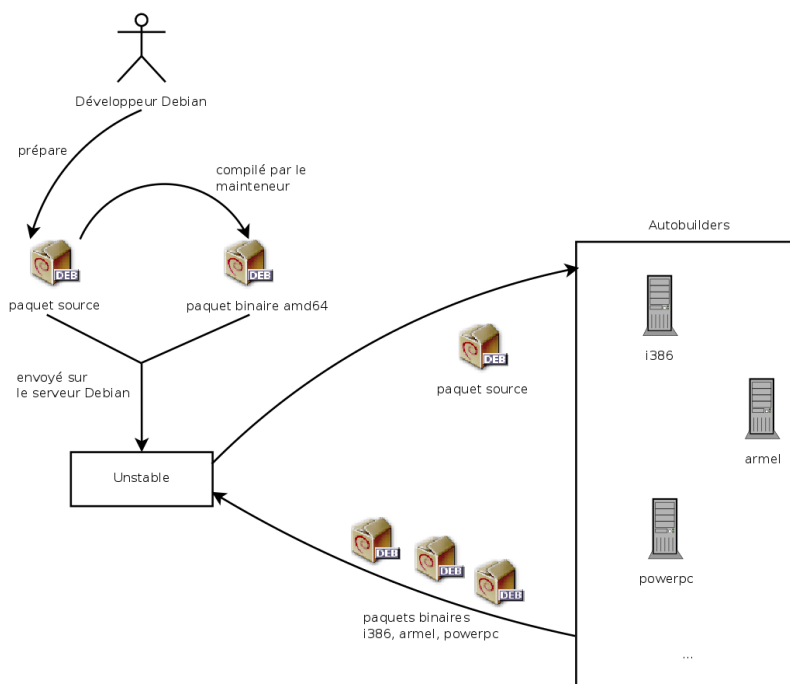 Développeur Debian
prépare
compilé par le
mainteneur
DEB
DEB
paquet source
paquet binaire amd64
envoyé sur
le serveur Debian
Unstable
DEB
paquet source
Autobuilders
i386
armel
powerpc
...
DEB
DEB
DEB
paquets binaires
i386, armel, powerpc